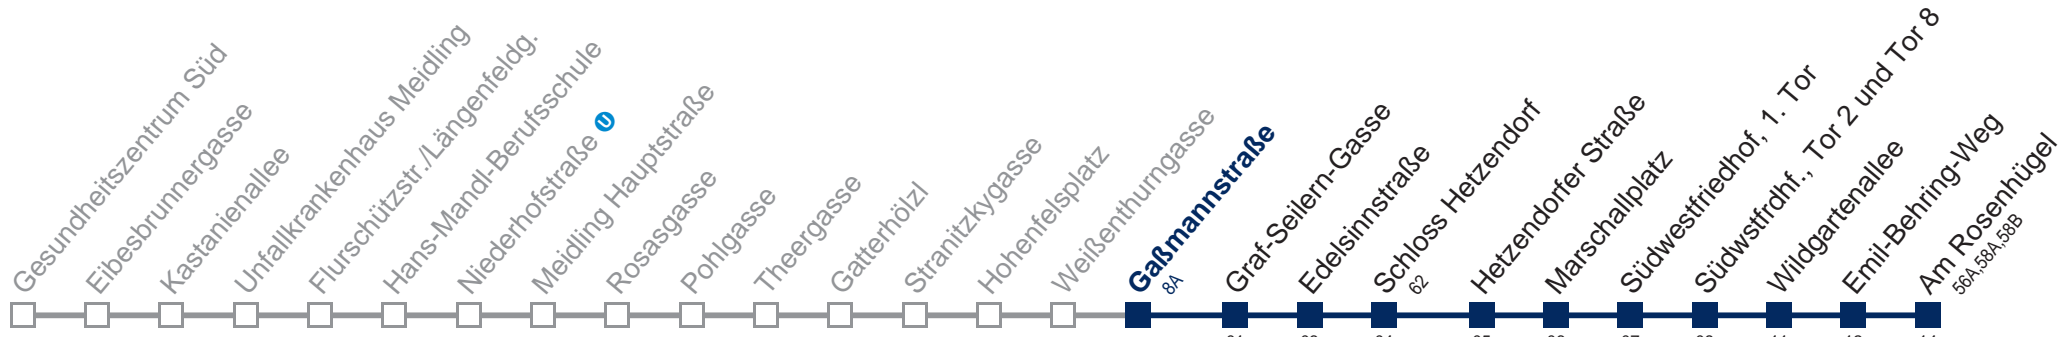 Gesundheitszentrum Süd
Eibesbrunnergasse
Kastanienallee
Unfallkrankenhaus Meidling
Flurschützstr./Längenfeldg.
Hans-Mandl-Berufsschule
Niederhofstraße U
Meidling Hauptstraße
Rosasgasse
Pohlgasse
Theergasse
Gatterhölzl
Stranitzkygasse
Hohenfelsplatz
Weißenthurngasse
Gaßmannstraße
8A
Graf-Seilern-Gasse
Edelsinnstraße
Schloss Hetzendorf
62
Hetzendorfer Straße
Marschallplatz
Südwestfriedhof, 1. Tor
Südwstfrdhf., Tor 2 und Tor 8
Wildgartenallee
Emil-Behring-Weg
Am Rosenhügel
56A,58A,58B